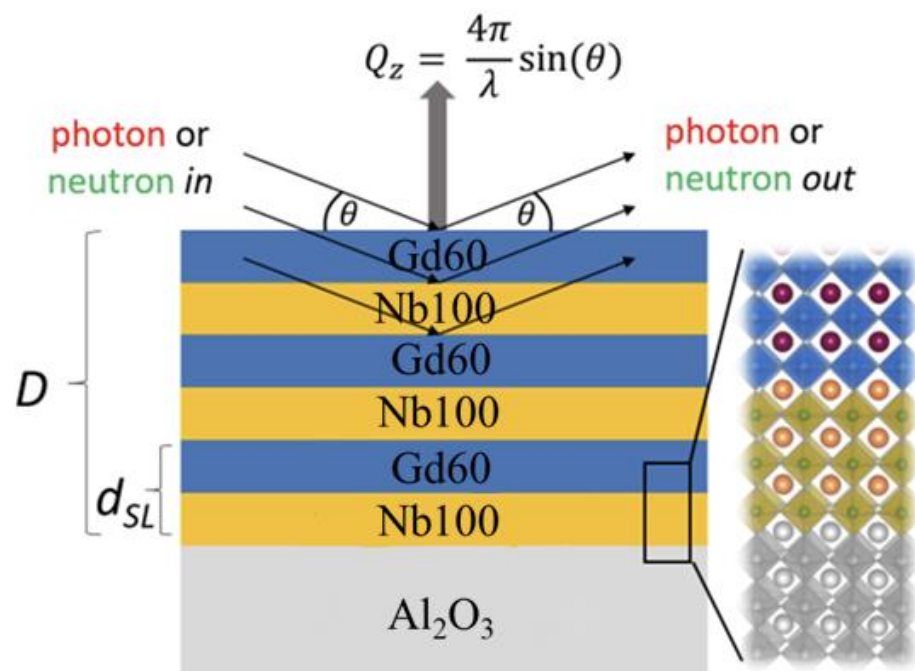 Q_z = 4π/λ sin(θ)
photon or
neutron in
photon or
neutron out
θ
θ
Gd60
Nb100
Gd60
Nb100
Gd60
Nb100
Al₂O₃
D
d_SL